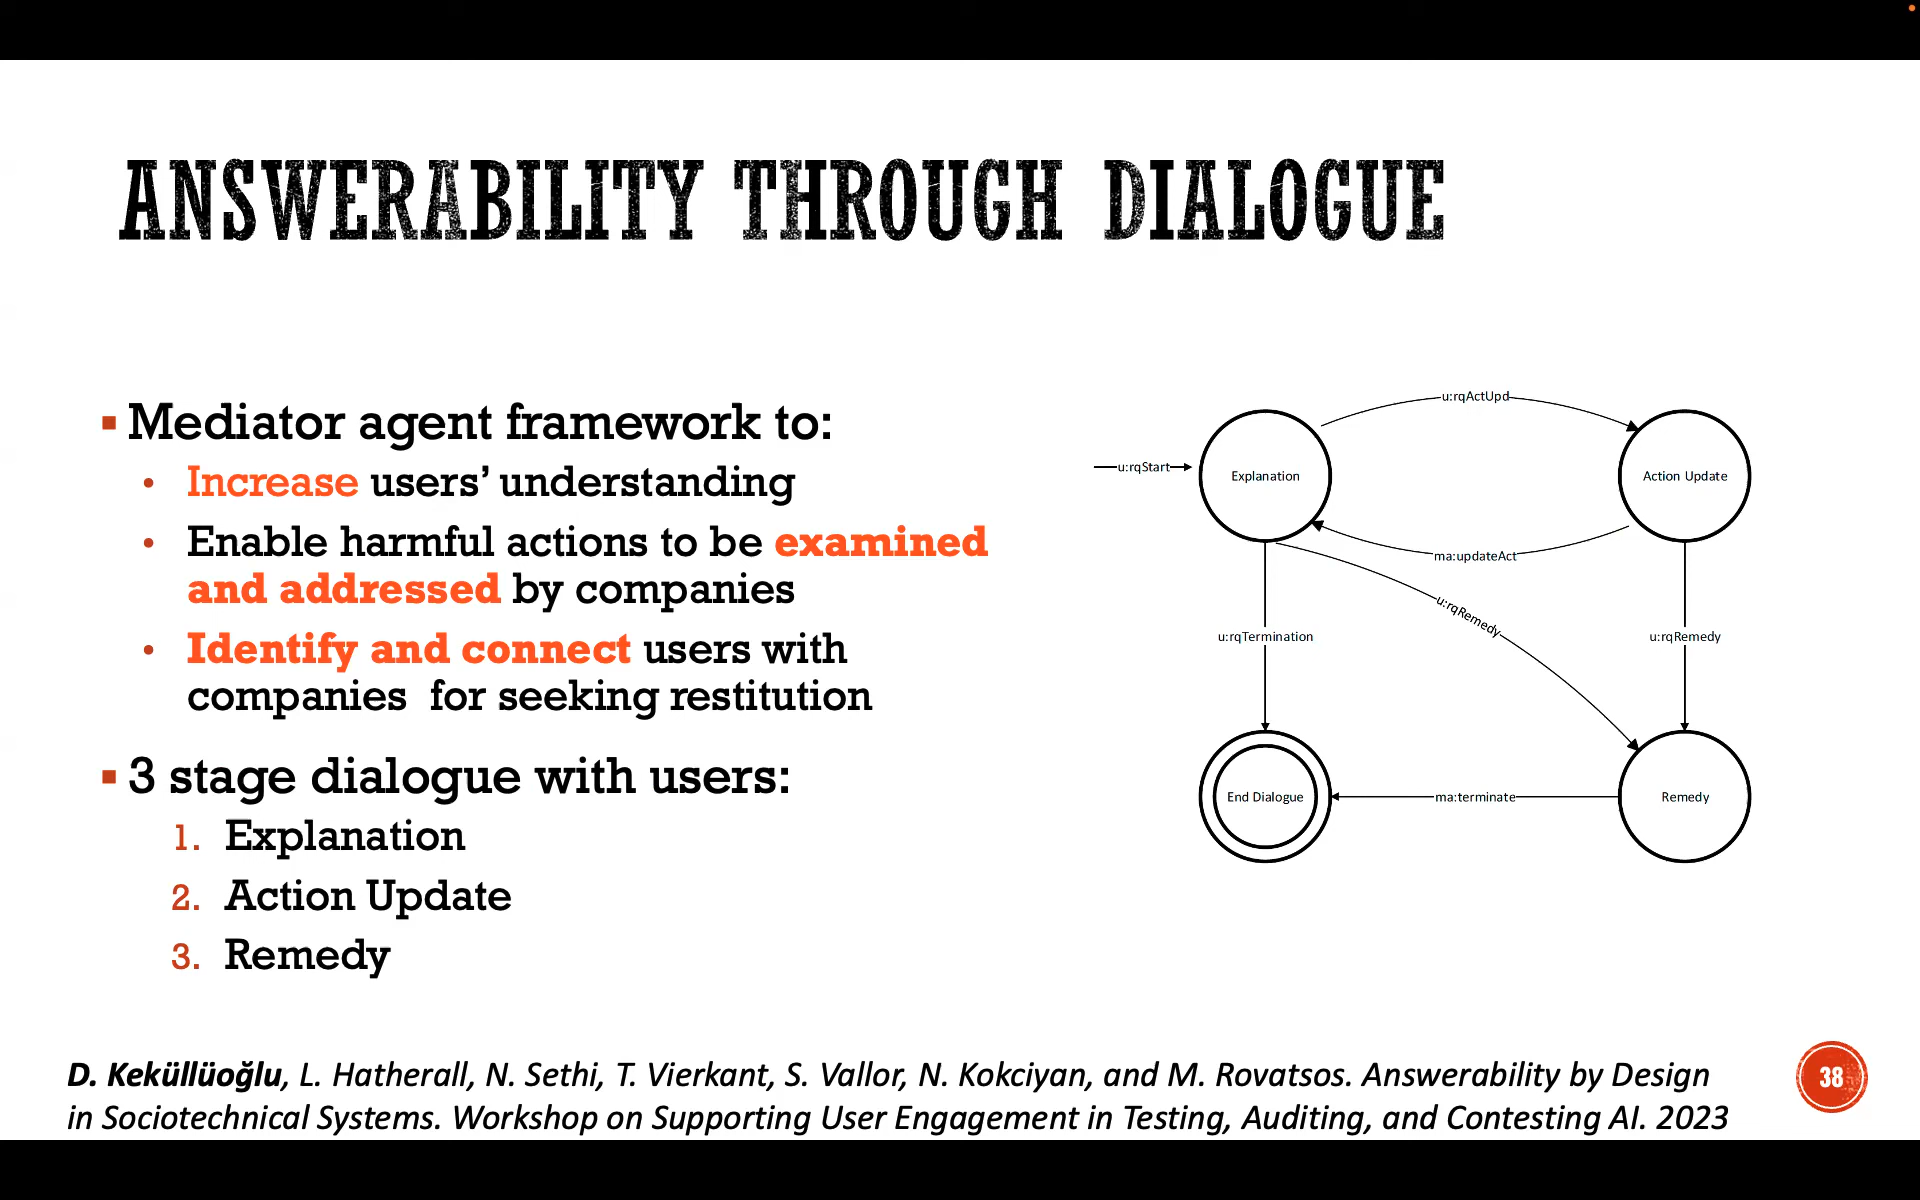 ANSWERABILITY THROUGH DIALOGUE
▪ Mediator agent framework to:
• Increase users’ understanding
• Enable harmful actions to be examined
and addressed by companies
• Identify and connect users with
companies for seeking restitution
▪ 3 stage dialogue with users:
1. Explanation
2. Action Update
3. Remedy
u:rqActUpd
u:rqStart
Explanation
Action Update
ma:updateAct
u:rqRemedy
u:rqTermination
u:rqRemedy
End Dialogue
ma:terminate
Remedy
D. Keküllüoğlu, L. Hatherall, N. Sethi, T. Vierkant, S. Vallor, N. Kokciyan, and M. Rovatsos. Answerability by Design
in Sociotechnical Systems. Workshop on Supporting User Engagement in Testing, Auditing, and Contesting AI. 2023
38